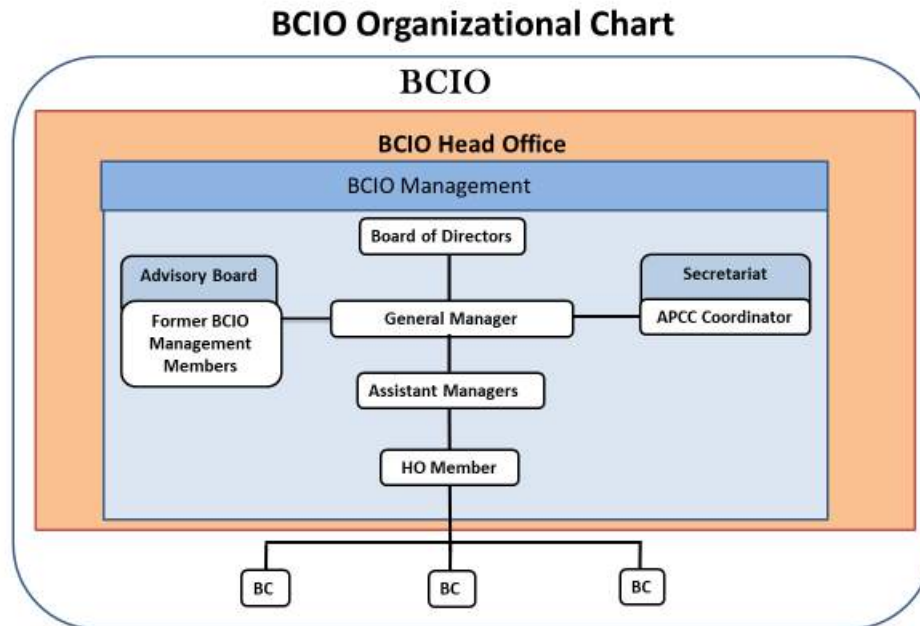 BCIO Organizational Chart
BCIO
BCIO Head Office
BCIO Management
Board of Directors
Advisory Board
Former BCIO
Management
Members
General Manager
Secretariat
APCC Coordinator
Assistant Managers
HO Member
BC
BC
BC